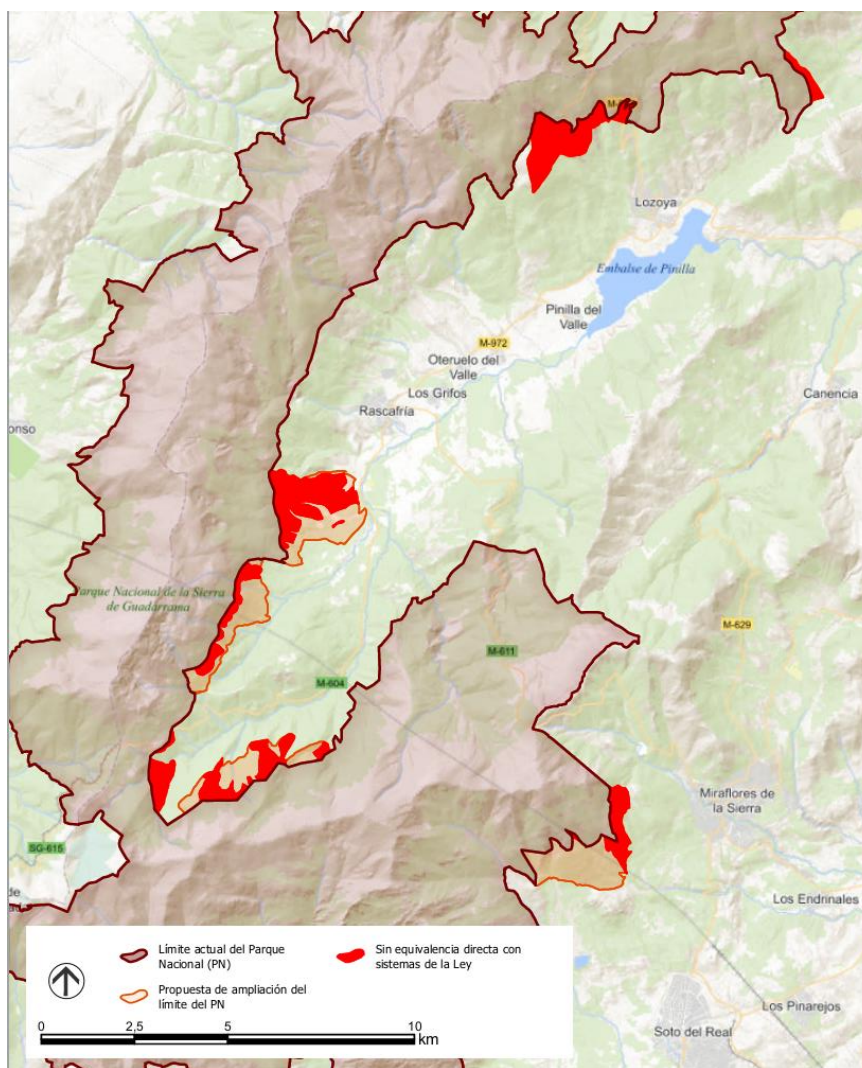 Lozoya
Embalse de Pinilla
Pinilla del
Valle
M-972
Oteruelo del
Valle
Los Grifos
Canencia
Rascafría
onso
Parque Nacional de la Sierra
de Guadarrama
M-629
M-611
M-604
Miraflores de
la Sierra
SG-615
de
Los Endrinales
Límite actual del Parque
Nacional (PN)
Sin equivalencia directa con
sistemas de la Ley
Propuesta de ampliación del
límite del PN
Los Pinarejos
Soto del Real
0 2,5 5 10
km